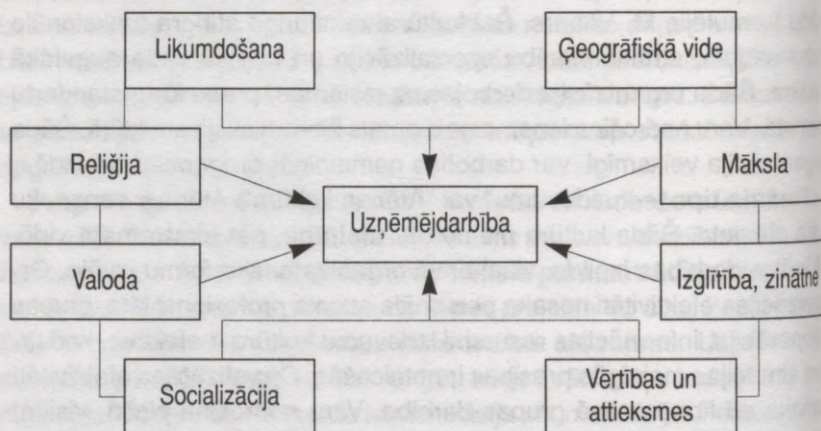 Likumdošana
Ģeogrāfiskā vide
Reliģija
Māksla
Uzņēmējdarbība
Valoda
Izglītība, zinātne
Socializācija
Vērtības un
attieksmes